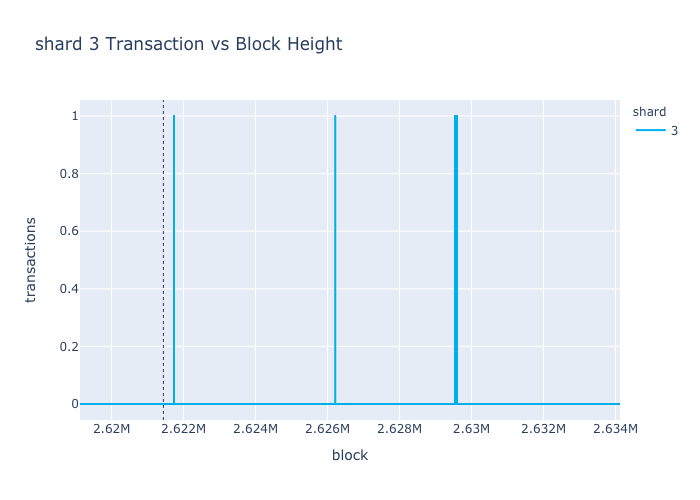 shard 3 Transaction vs Block Height
shard
3
1
0.8
0.6
0.4
0.2
0
transactions
2.62M 2.622M 2.624M 2.626M 2.628M 2.63M 2.632M 2.634M
block